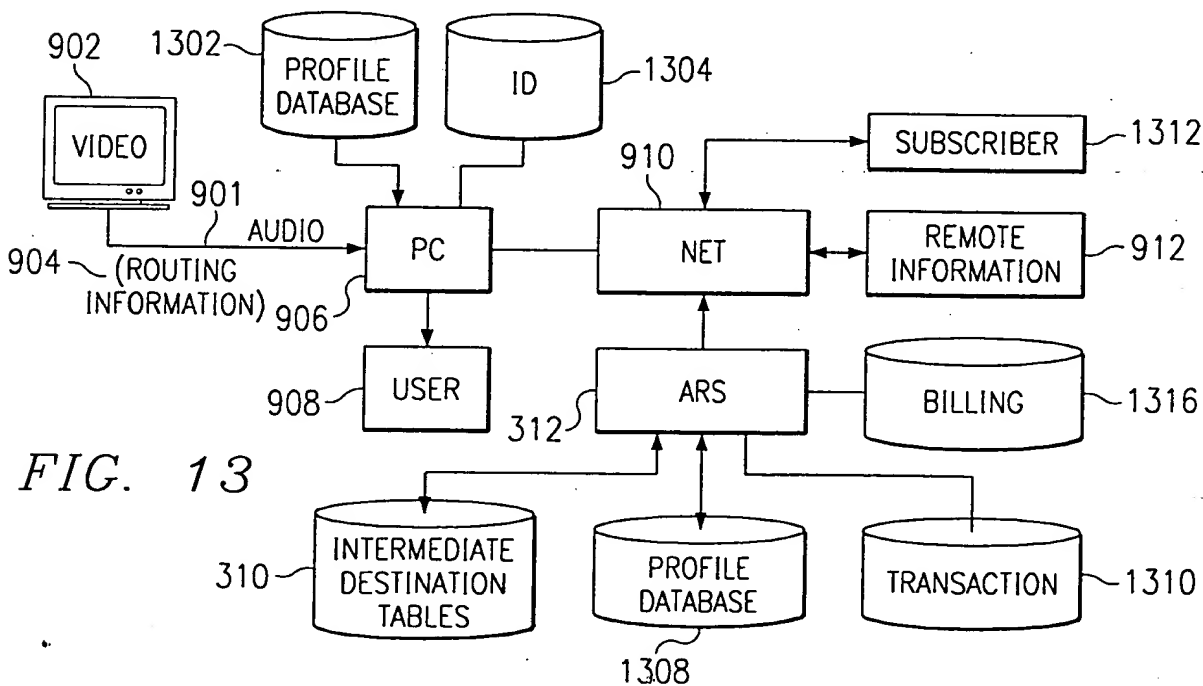 902
1302
1304
PROFILE
DATABASE
ID
VIDEO
910
SUBSCRIBER
1312
901
AUDIO
PC
NET
REMOTE
INFORMATION
912
904
(ROUTING
INFORMATION)
906
USER
908
ARS
312
BILLING
1316
FIG. 13
310
INTERMEDIATE
DESTINATION
TABLES
PROFILE
DATABASE
1308
TRANSACTION
1310